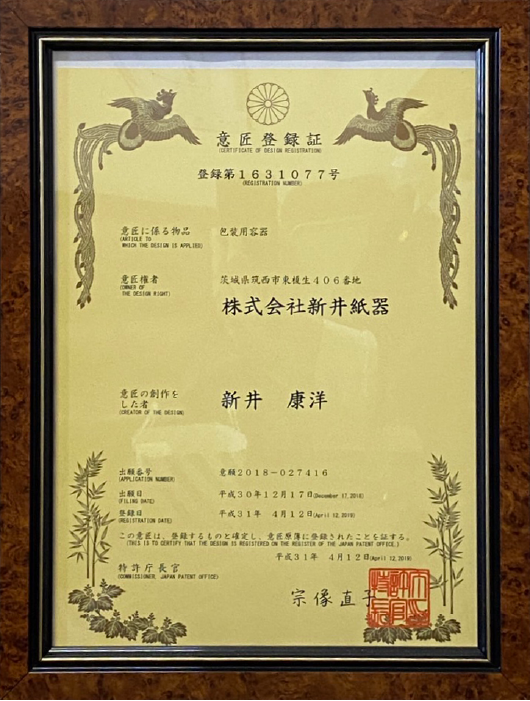 意匠登録証
(CERTIFICATE OF DESIGN REGISTRATION)
登録第1631077号
(REGISTRATION NUMBER)
意匠に係る物品 包装用容器
(ARTICLE TO
WHICH THE DESIGN IS APPLIED)
意匠権者 茨城県筑西市東榎生406番地
(OWNER OF
THE DESIGN RIGHT)
株式会社新井紙器
意匠の創作を
した者 新井 康洋
(CREATOR OF THE DESIGN)
出願番号 意願2018-027416
(APPLICATION NUMBER)
出願日 平成30年12月17日(December 17,2018)
(FILING DATE)
登録日 平成31年 4月12日(April 12,2019)
(REGISTRATION DATE)
この意匠は、登録するものと確定し、意匠原簿に登録されたことを証する。
(THIS IS TO CERTIFY THAT THE DESIGN IS REGISTERED ON THE REGISTER OF THE JAPAN PATENT OFFICE.)
平成31年 4月12日(April 12,2019)
特許庁長官
(COMMISSIONER, JAPAN PATENT OFFICE)
宗像直子